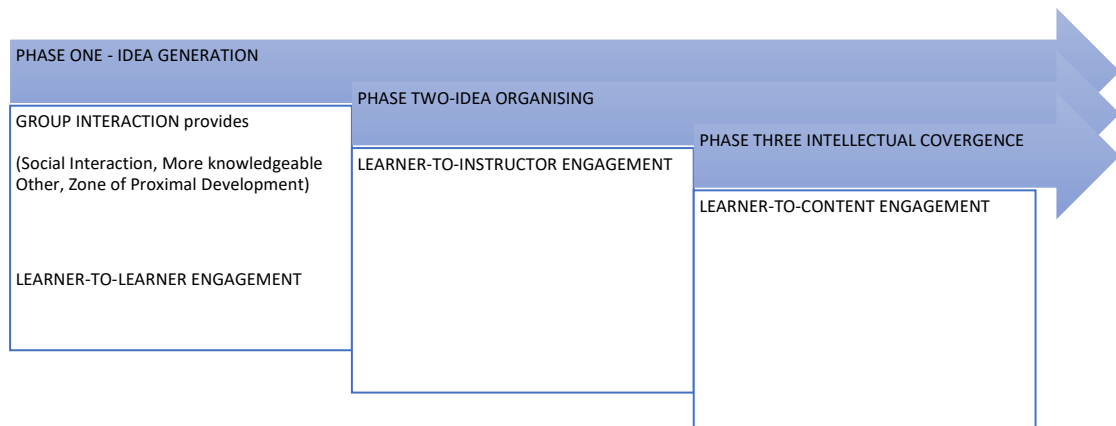 PHASE ONE - IDEA GENERATION
GROUP INTERACTION provides
(Social Interaction, More knowledgeable
Other, Zone of Proximal Development)
LEARNER-TO-LEARNER ENGAGEMENT
PHASE TWO-IDEA ORGANISING
LEARNER-TO-INSTRUCTOR ENGAGEMENT
PHASE THREE INTELLECTUAL COVERGENCE
LEARNER-TO-CONTENT ENGAGEMENT